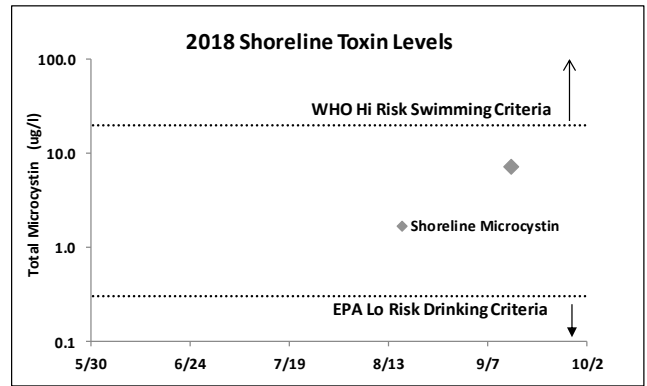 2018 Shoreline Toxin Levels
100.0
WHO Hi Risk Swimming Criteria
10.0
Total Microcystin (ug/l)
Shoreline Microcystin
1.0
EPA Lo Risk Drinking Criteria
0.1
5/30 6/24 7/19 8/13 9/7 10/2